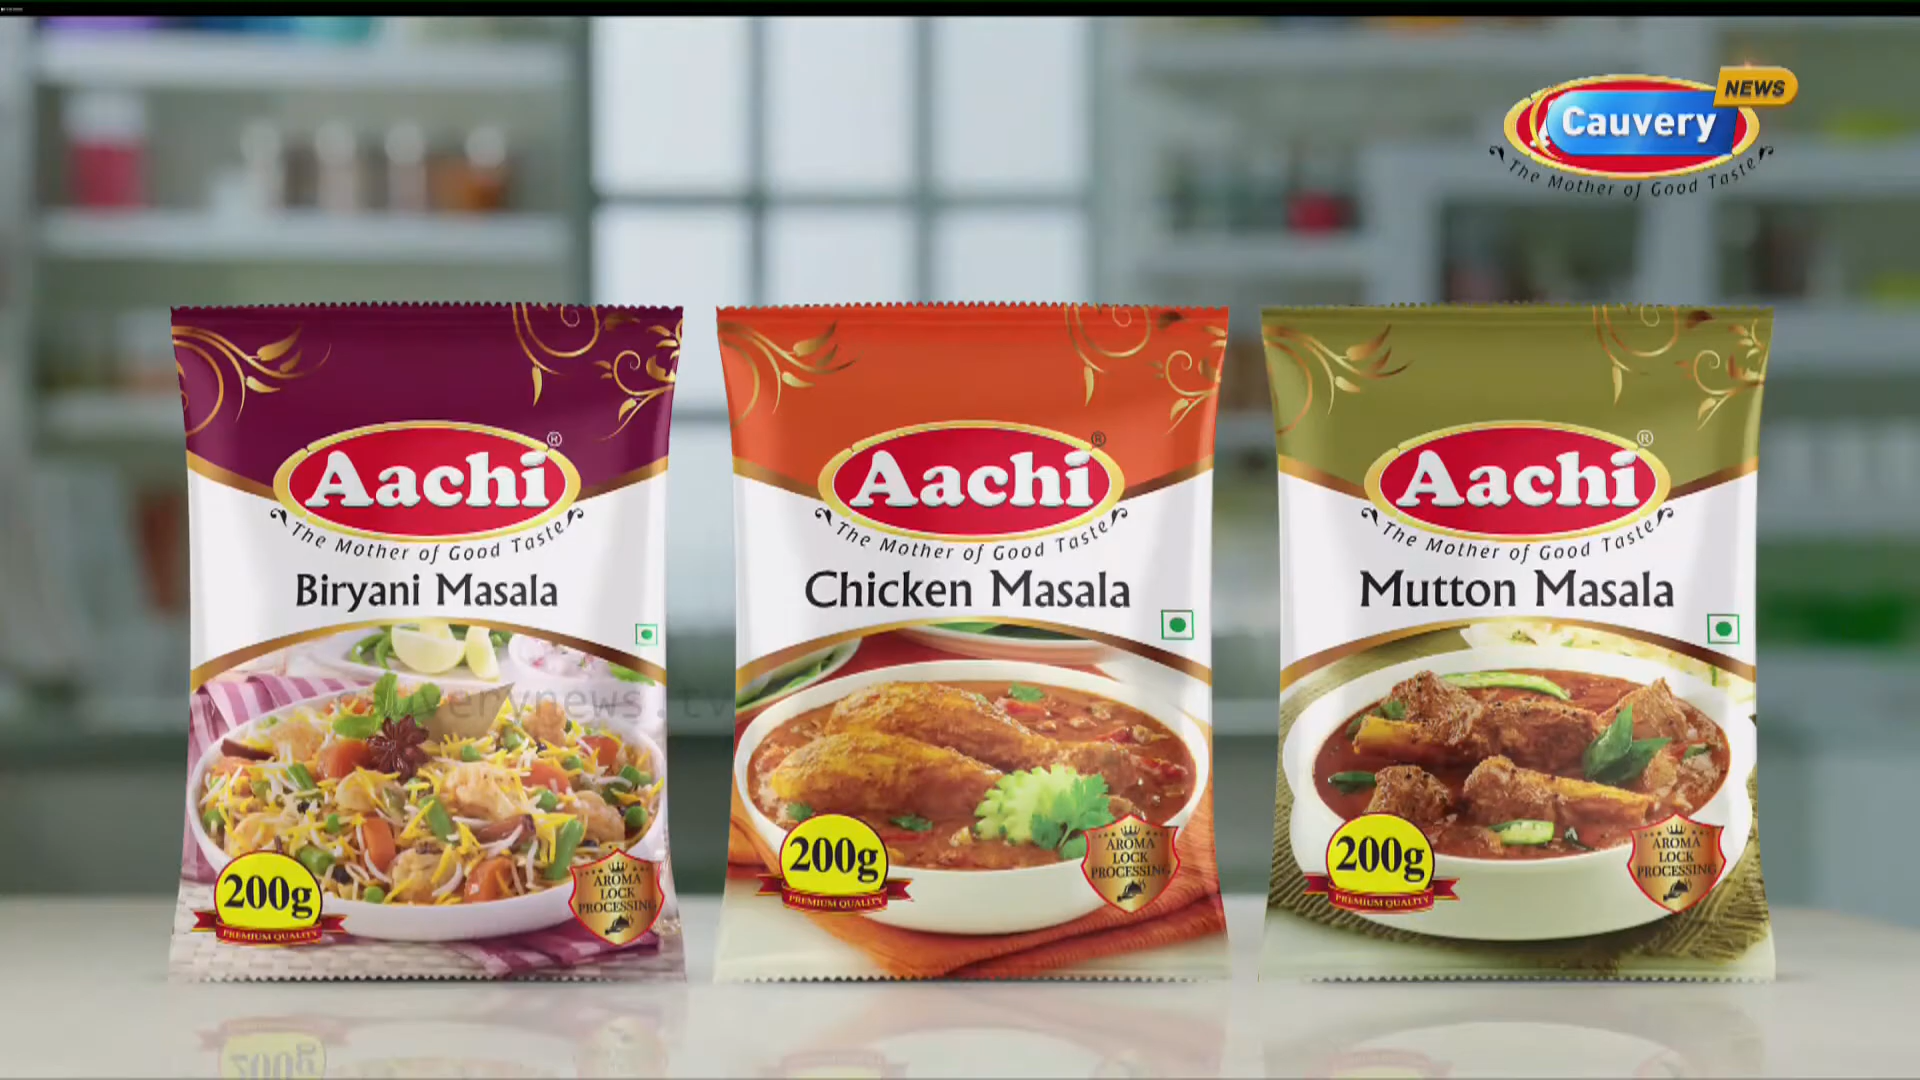 NEWS
Cauvery
The Mother of Good Taste
Aachi®
The Mother of Good Taste
Biryani Masala
200g
PREMIUM QUALITY
AROMA
LOCK
PROCESSING
Aachi®
The Mother of Good Taste
Chicken Masala
200g
PREMIUM QUALITY
AROMA
LOCK
PROCESSING
Aachi®
The Mother of Good Taste
Mutton Masala
200g
PREMIUM QUALITY
AROMA
LOCK
PROCESSING
cauverynews.tv